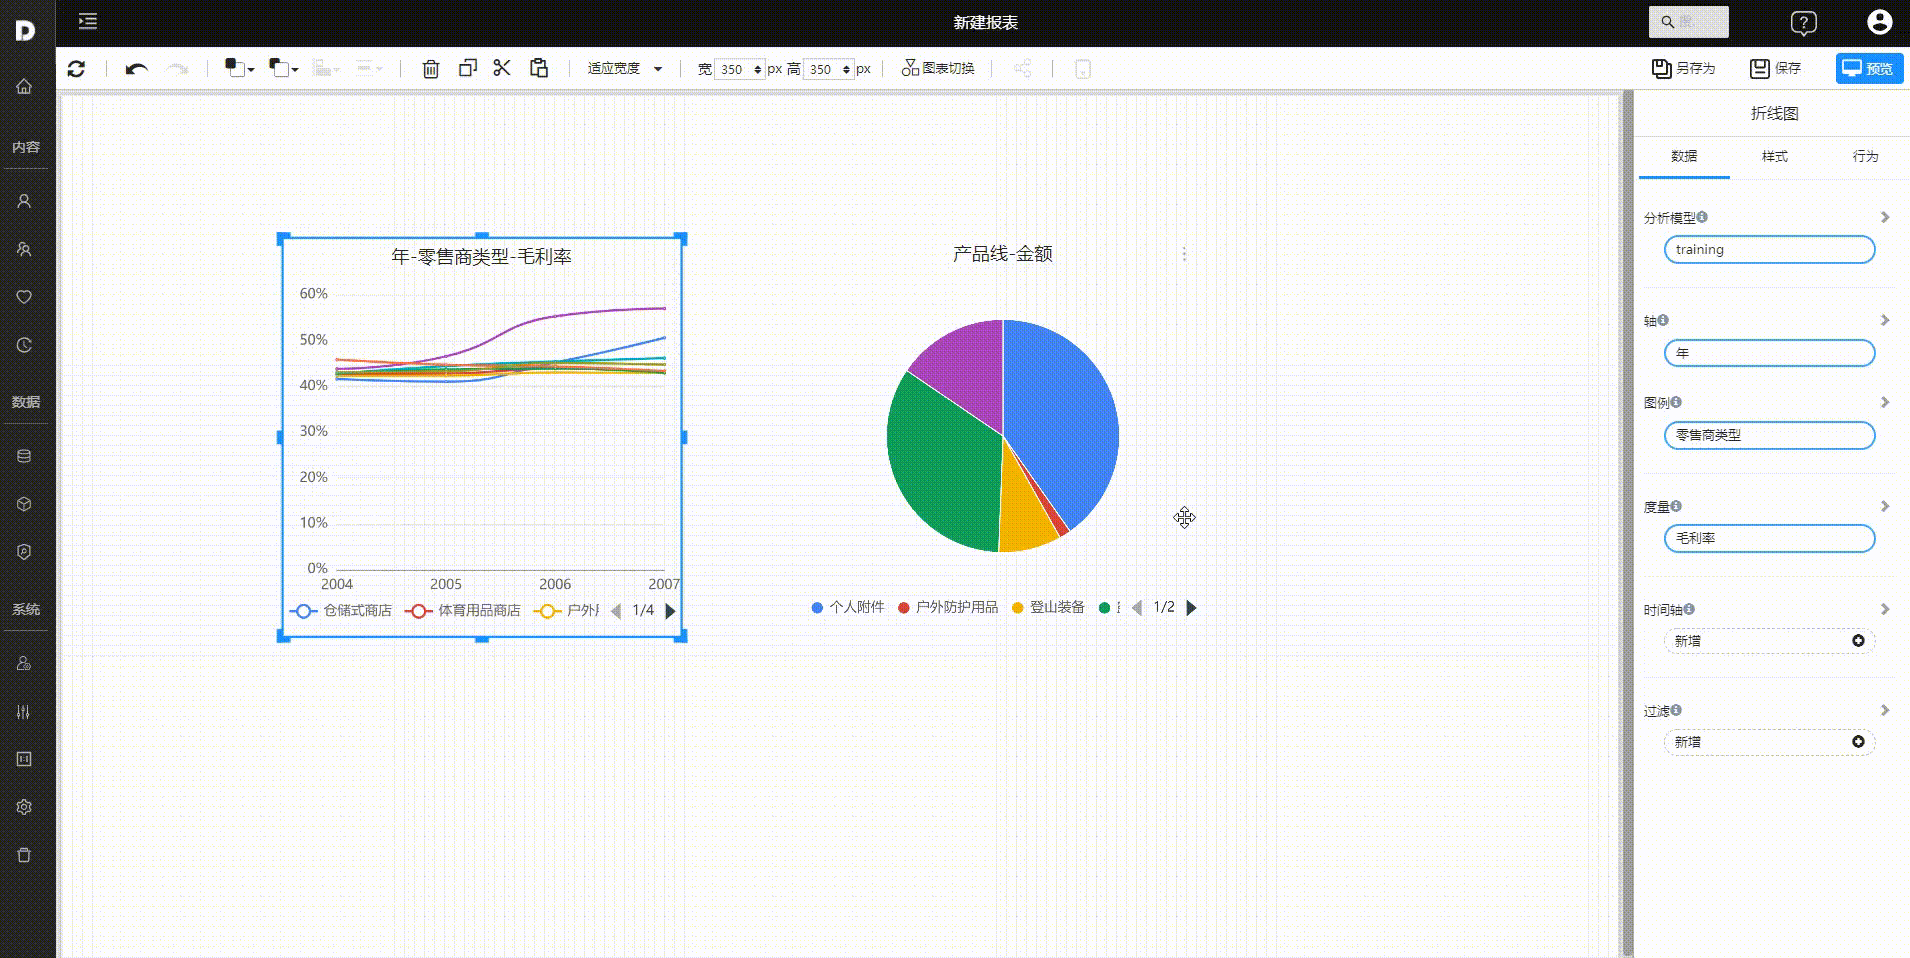 D
新建报表
适应宽度
宽 350 px 高 350 px
图表切换
另存为
保存
预览
内容
数据
系统
年-零售商类型-毛利率
60%
50%
40%
30%
20%
10%
0%
2004 2005 2006 2007
仓储式商店 体育用品商店 户外 1/4
产品线-金额
个人附件 户外防护用品 登山装备 1/2
折线图
数据 样式 行为
分析模型
training
轴
年
图例
零售商类型
度量
毛利率
时间轴
新增
过滤
新增